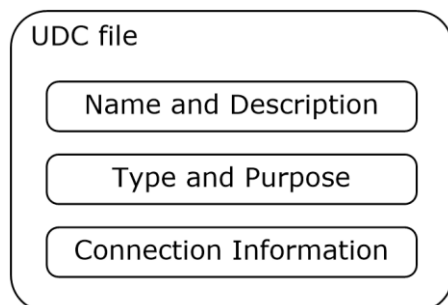 UDC file
Name and Description
Type and Purpose
Connection Information